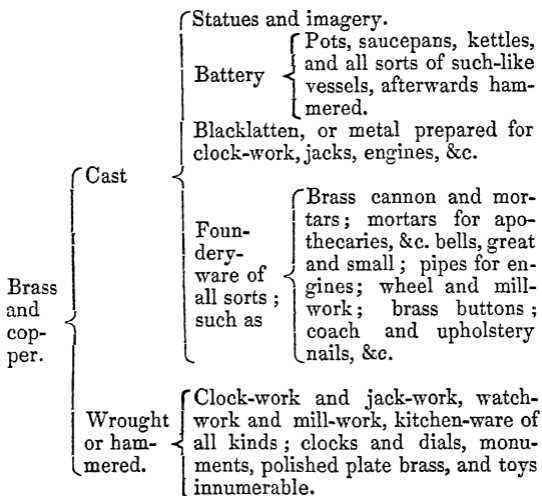 Statues and imagery.
Battery
Pots, saucepans, kettles,
and all sorts of such-like
vessels, afterwards ham-
mered.
Blacklatten, or metal prepared for
clock-work, jacks, engines, &c.
Cast
Foun-
dery-
ware of
all sorts ;
such as
Brass cannon and mor-
tars ; mortars for apo-
thecaries, &c. bells, great
and small ; pipes for en-
gines ; wheel and mill-
work ; brass buttons ;
coach and upholstery
nails, &c.
Brass
and
cop-
per.
Wrought
or ham-
mered.
Clock-work and jack-work, watch-
work and mill-work, kitchen-ware of
all kinds ; clocks and dials, monu-
ments, polished plate brass, and toys
innumerable.